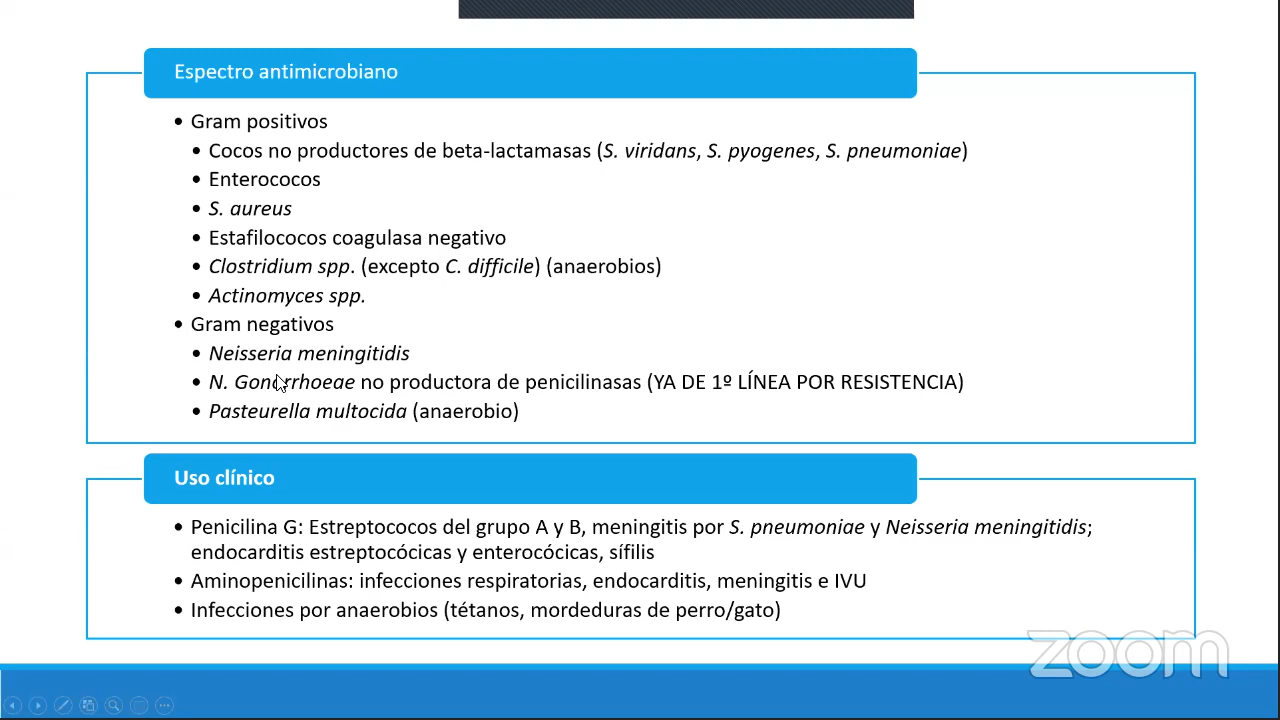 Espectro antimicrobiano
• Gram positivos
• Cocos no productores de beta-lactamasas (S. viridans, S. pyogenes, S. pneumoniae)
• Enterococos
• S. aureus
• Estafilococos coagulasa negativo
• Clostridium spp. (excepto C. difficile) (anaerobios)
• Actinomyces spp.
• Gram negativos
• Neisseria meningitidis
• N. Gonorrhoeae no productora de penicilinasas (YA DE 1º LÍNEA POR RESISTENCIA)
• Pasteurella multocida (anaerobio)
Uso clínico
• Penicilina G: Estreptococos del grupo A y B, meningitis por S. pneumoniae y Neisseria meningitidis;
endocarditis estreptocócicas y enterocócicas, sífilis
• Aminopenicilinas: infecciones respiratorias, endocarditis, meningitis e IVU
• Infecciones por anaerobios (tétanos, mordeduras de perro/gato)
zoom